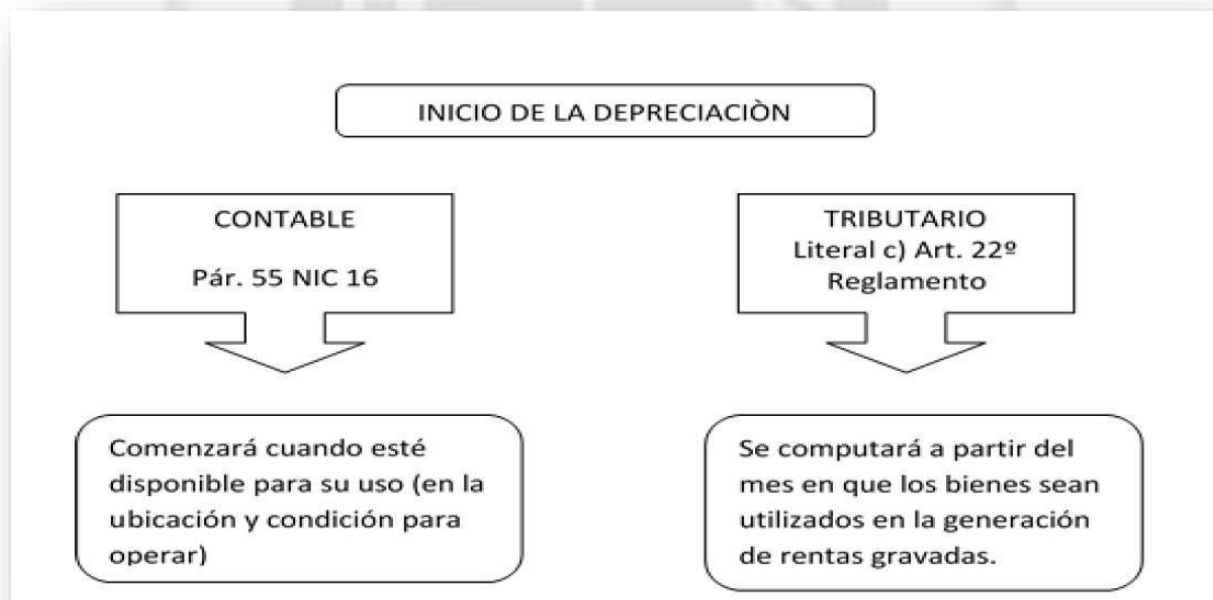 INICIO DE LA DEPRECIACIÒN
CONTABLE
Pár. 55 NIC 16
TRIBUTARIO
Literal c) Art. 22º
Reglamento
Comenzará cuando esté
disponible para su uso (en la
ubicación y condición para
operar)
Se computará a partir del
mes en que los bienes sean
utilizados en la generación
de rentas gravadas.